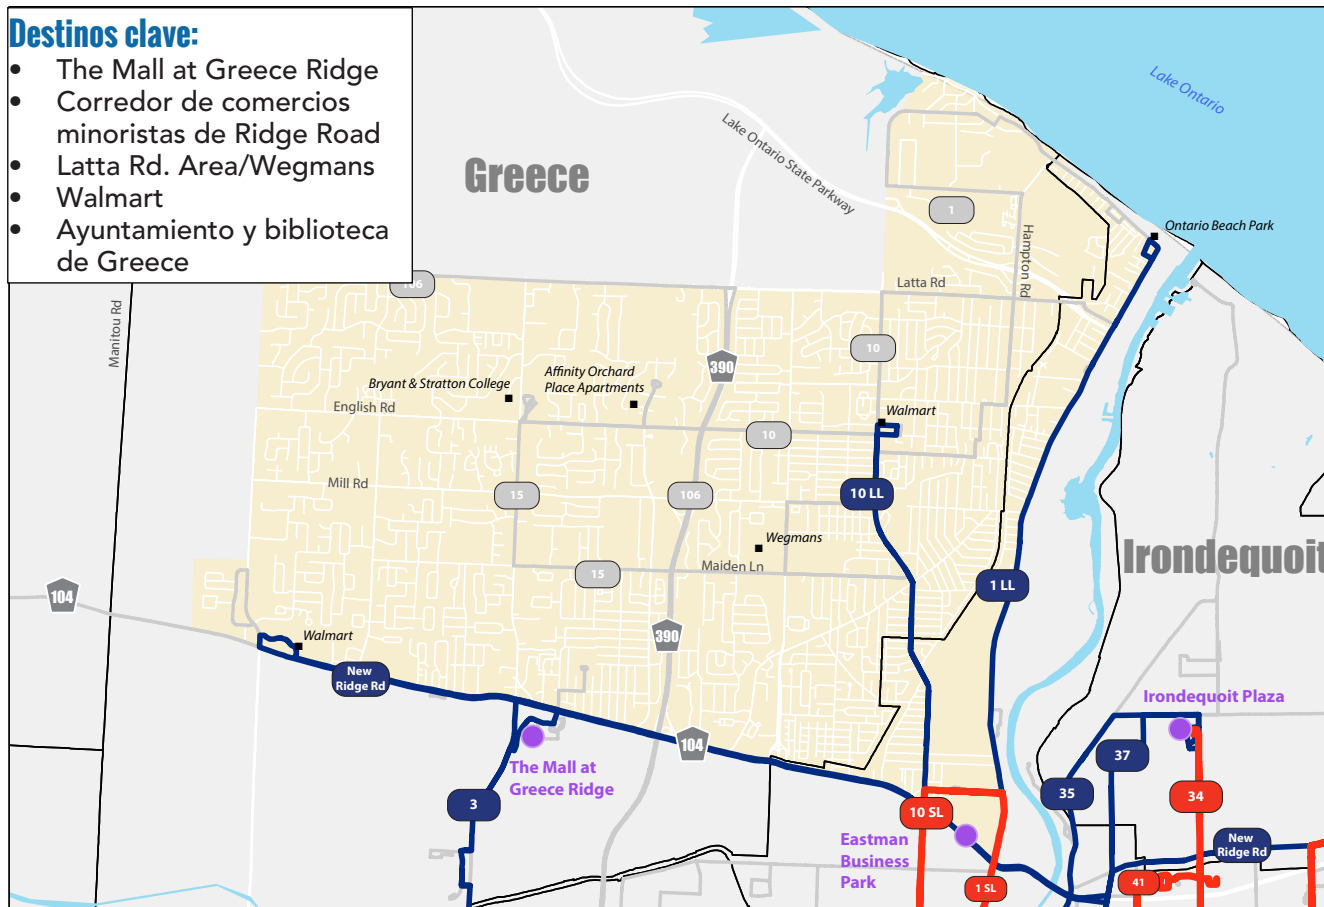 Destinos clave:
• The Mall at Greece Ridge
• Corredor de comercios
minoristas de Ridge Road
• Latta Rd. Area/Wegmans
• Walmart
• Ayuntamiento y biblioteca
de Greece
Lake Ontario
Lake Ontario State Parkway
Greece
1
Ontario Beach Park
Hampton Rd
Latta Rd
106
Manitou Rd
10
390
Affinity Orchard
Place Apartments
Bryant & Stratton College
English Rd
Walmart
10
Mill Rd
15
106
10 LL
Wegmans
Irondequoit
Maiden Ln
15
1 LL
104
390
Walmart
New
Ridge Rd
Irondequoit Plaza
104
The Mall at
Greece Ridge
37
3
35
34
10 SL
Eastman
Business
Park
New
Ridge Rd
1 SL
41